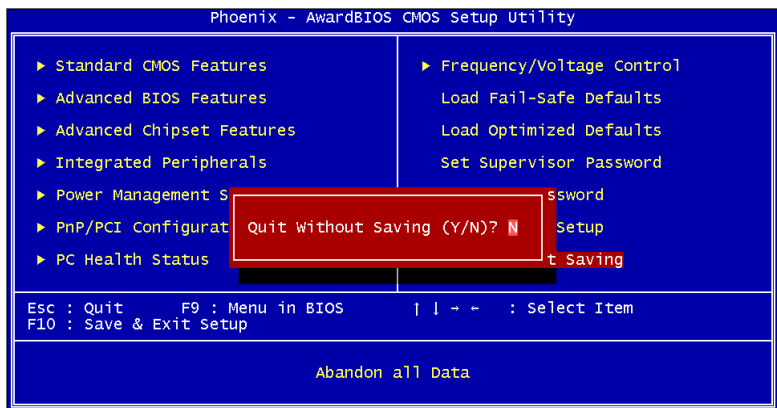 Phoenix - AwardBIOS CMOS Setup Utility
▶ Standard CMOS Features
▶ Advanced BIOS Features
▶ Advanced Chipset Features
▶ Integrated Peripherals
▶ Power Management S
▶ PnP/PCI Configurat
▶ PC Health Status
▶ Frequency/Voltage Control
Load Fail-Safe Defaults
Load Optimized Defaults
Set Supervisor Password
ssword
Setup
t Saving
Quit Without Saving (Y/N)? N
Esc : Quit F9 : Menu in BIOS ↑ ↓ → ← : Select Item
F10 : Save & Exit Setup
Abandon all Data